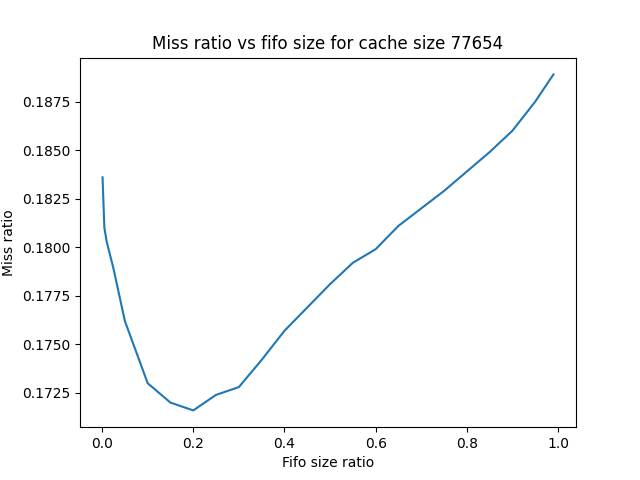 Miss ratio vs fifo size for cache size 77654
0.1875
0.1850
0.1825
0.1800
0.1775
0.1750
0.1725
Miss ratio
0.0 0.2 0.4 0.6 0.8 1.0
Fifo size ratio